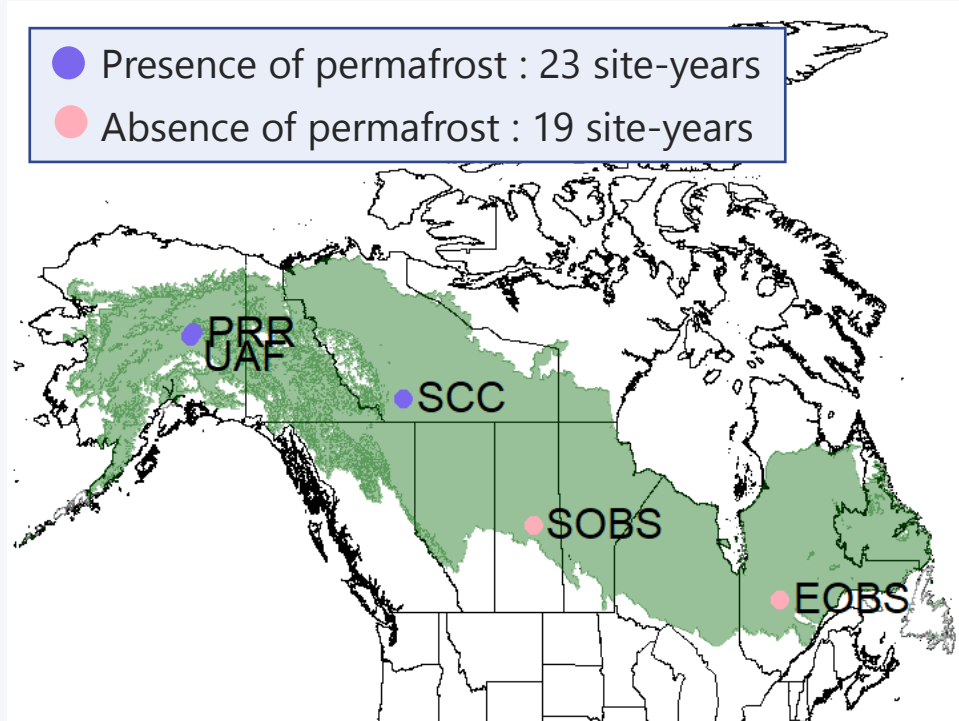 Presence of permafrost : 23 site-years
Absence of permafrost : 19 site-years
PRR
UAF
SCC
SOBS
EOBS